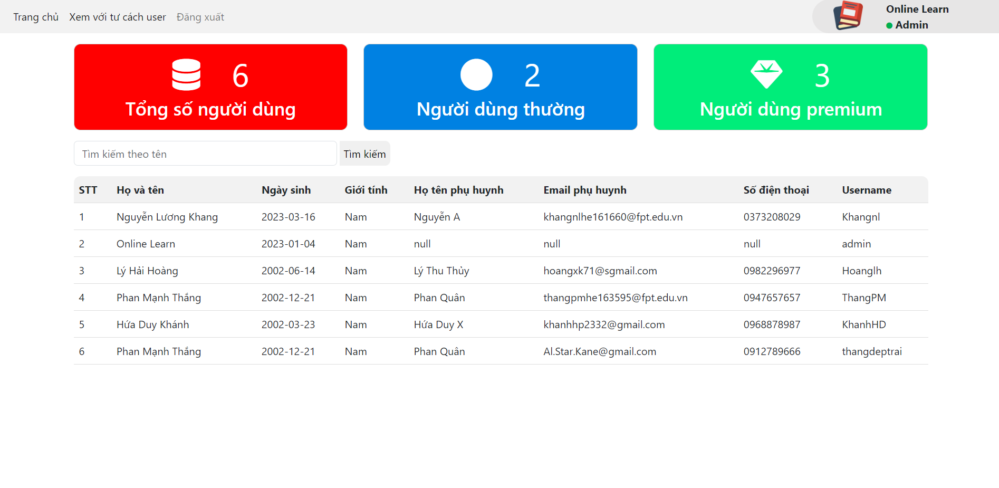 Trang chủ Xem với tư cách user Đăng xuất
Online Learn
Admin
6
Tổng số người dùng
2
Người dùng thường
3
Người dùng premium
Tìm kiếm theo tên Tìm kiếm
STT Họ và tên Ngày sinh Giới tính Họ tên phụ huynh Email phụ huynh Số điện thoại Username
1 Nguyễn Lương Khang 2023-03-16 Nam Nguyễn A khangnlhe161660@fpt.edu.vn 0373208029 Khangnl
2 Online Learn 2023-01-04 Nam null null null admin
3 Lý Hải Hoàng 2002-06-14 Nam Lý Thu Thủy hoangxk71@sgmail.com 0982296977 Hoanglh
4 Phan Mạnh Thắng 2002-12-21 Nam Phan Quân thangpmhe163595@fpt.edu.vn 0947657657 ThangPM
5 Hứa Duy Khánh 2002-03-23 Nam Hứa Duy X khanhhp2332@gmail.com 0968878987 KhanhHD
6 Phan Mạnh Thắng 2002-12-21 Nam Phan Quân Al.Star.Kane@gmail.com 0912789666 thangdeptrai